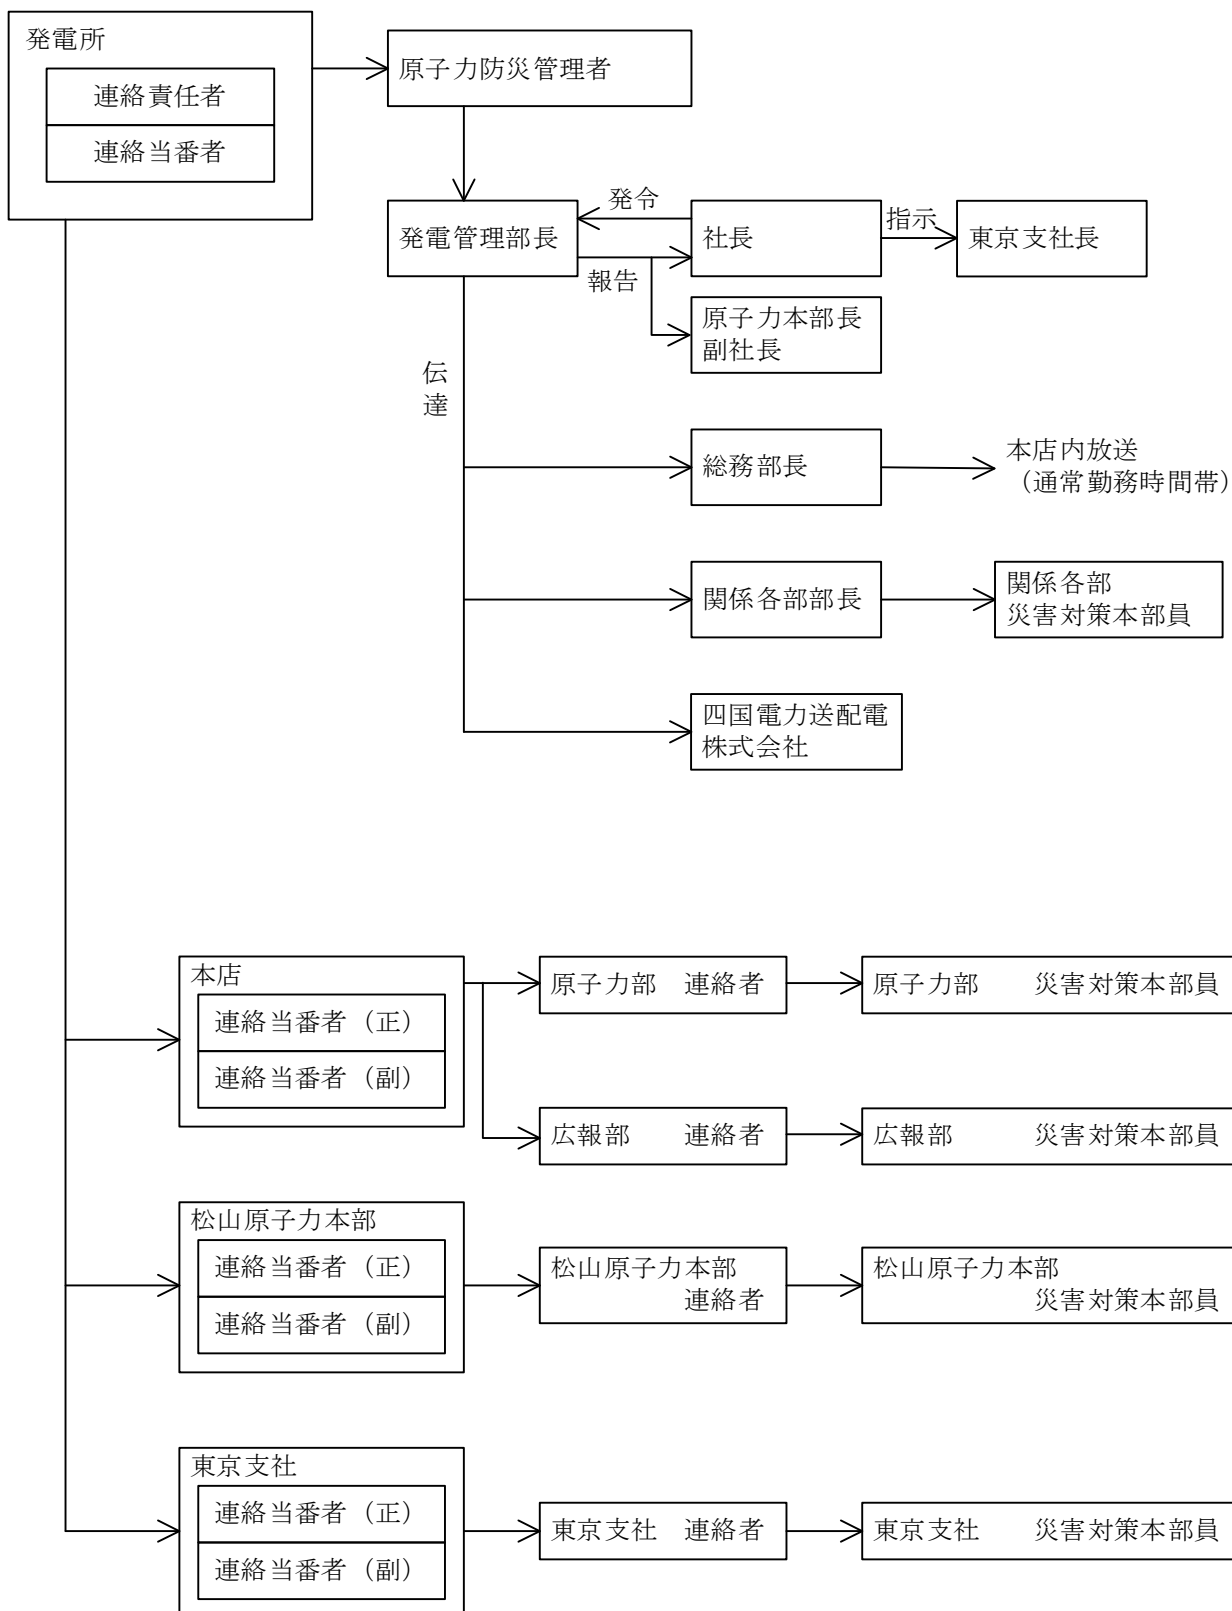 発電所
連絡責任者
連絡当番者
原子力防災管理者
発電管理部長
発令
報告
社長
指示
東京支社長
原子力本部長
副社長
伝
達
総務部長
本店内放送
（通常勤務時間帯）
関係各部部長
関係各部
災害対策本部員
四国電力送配電
株式会社
本店
連絡当番者（正）
連絡当番者（副）
原子力部　連絡者
原子力部　　災害対策本部員
広報部　　連絡者
広報部　　　災害対策本部員
松山原子力本部
連絡当番者（正）
連絡当番者（副）
松山原子力本部
連絡者
松山原子力本部
災害対策本部員
東京支社
連絡当番者（正）
連絡当番者（副）
東京支社　連絡者
東京支社　　災害対策本部員